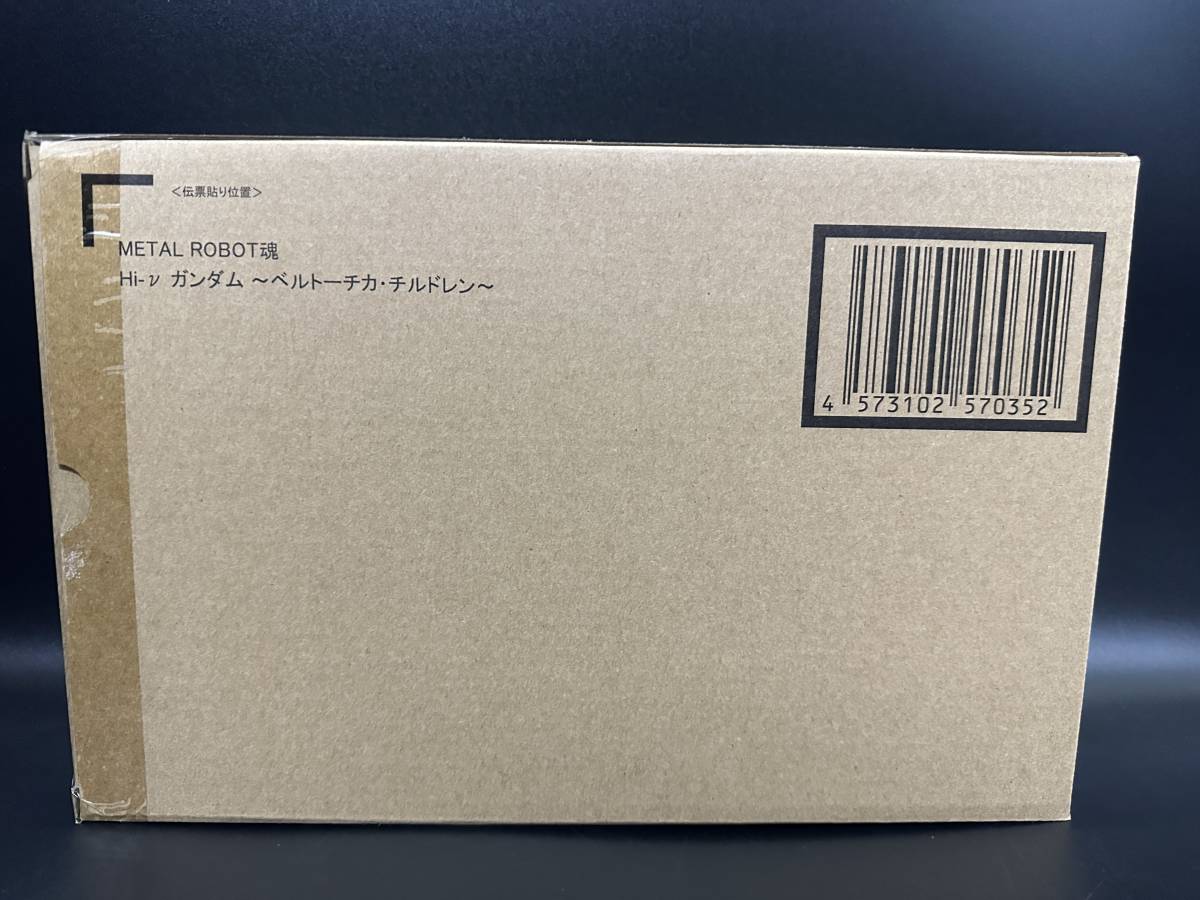 <伝票貼り位置>
METAL ROBOT魂
Hi-ν ガンダム ～ベルトーチカ・チルドレン～
4 573102 570352